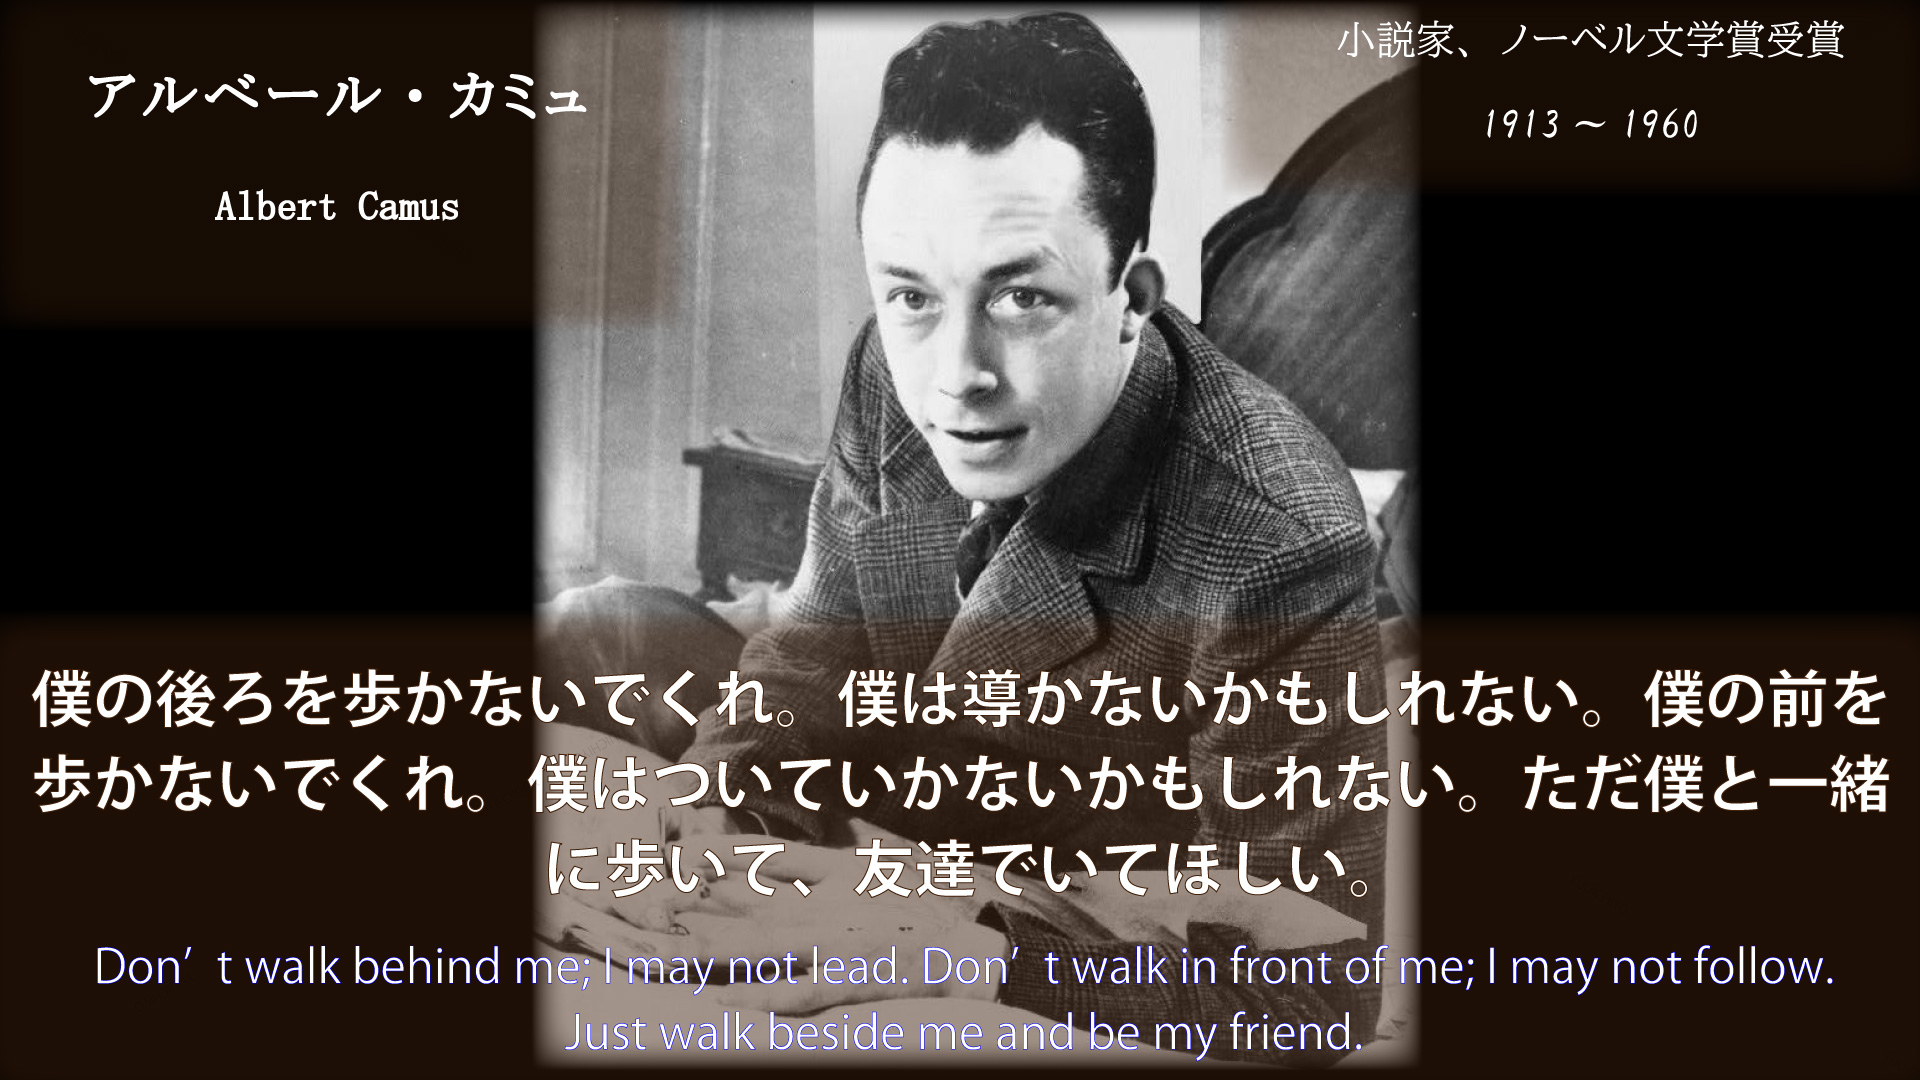 アルベール・カミュ
Albert Camus
小説家、ノーベル文学賞受賞
1913 ～ 1960
僕の後ろを歩かないでくれ。僕は導かないかもしれない。僕の前を
歩かないでくれ。僕はついていかないかもしれない。ただ僕と一緒
に歩いて、友達でいてほしい。
Don’t walk behind me; I may not lead. Don’t walk in front of me; I may not follow.
Just walk beside me and be my friend.